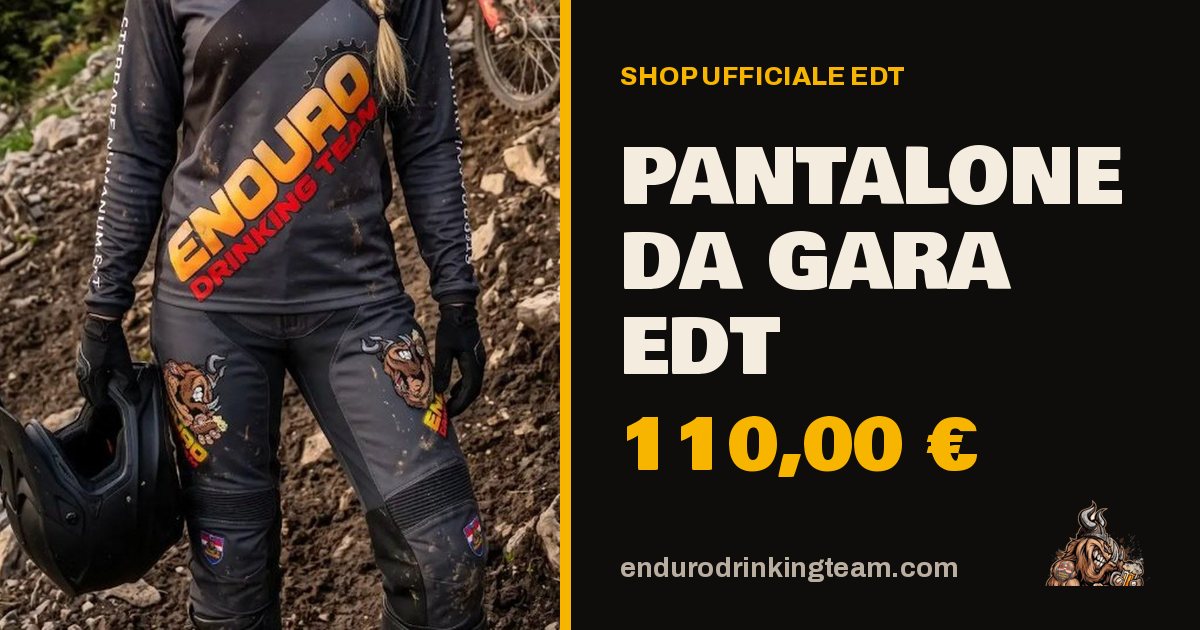 ENDURO
DRINKING TEAM
SHOP UFFICIALE EDT
PANTALONE
DA GARA
EDT
110,00 €
endurodrinkingteam.com